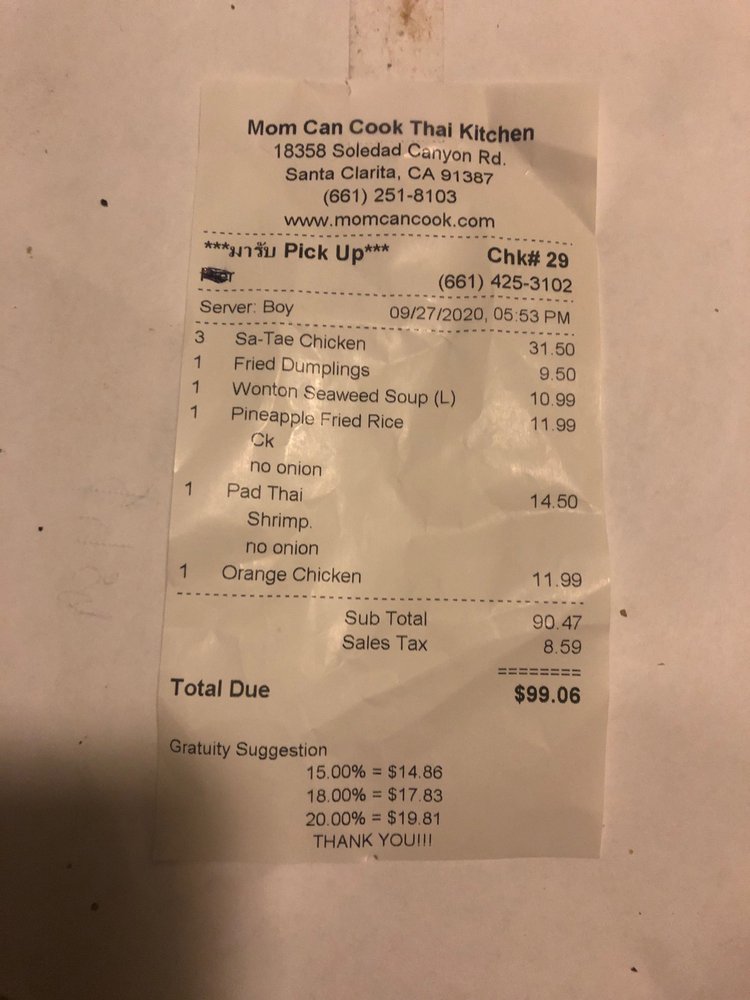 Mom Can Cook Thai Kitchen
18358 Soledad Canyon Rd.
Santa Clarita, CA 91387
(661) 251-8103
www.momcancook.com
***มารับ Pick Up*** Chk# 29
(661) 425-3102
Server: Boy 09/27/2020, 05:53 PM
3 Sa-Tae Chicken 31.50
1 Fried Dumplings 9.50
1 Wonton Seaweed Soup (L) 10.99
1 Pineapple Fried Rice 11.99
Ck
no onion
1 Pad Thai 14.50
Shrimp.
no onion
1 Orange Chicken 11.99
Sub Total 90.47
Sales Tax 8.59
========
Total Due $99.06
Gratuity Suggestion
15.00% = $14.86
18.00% = $17.83
20.00% = $19.81
THANK YOU!!!